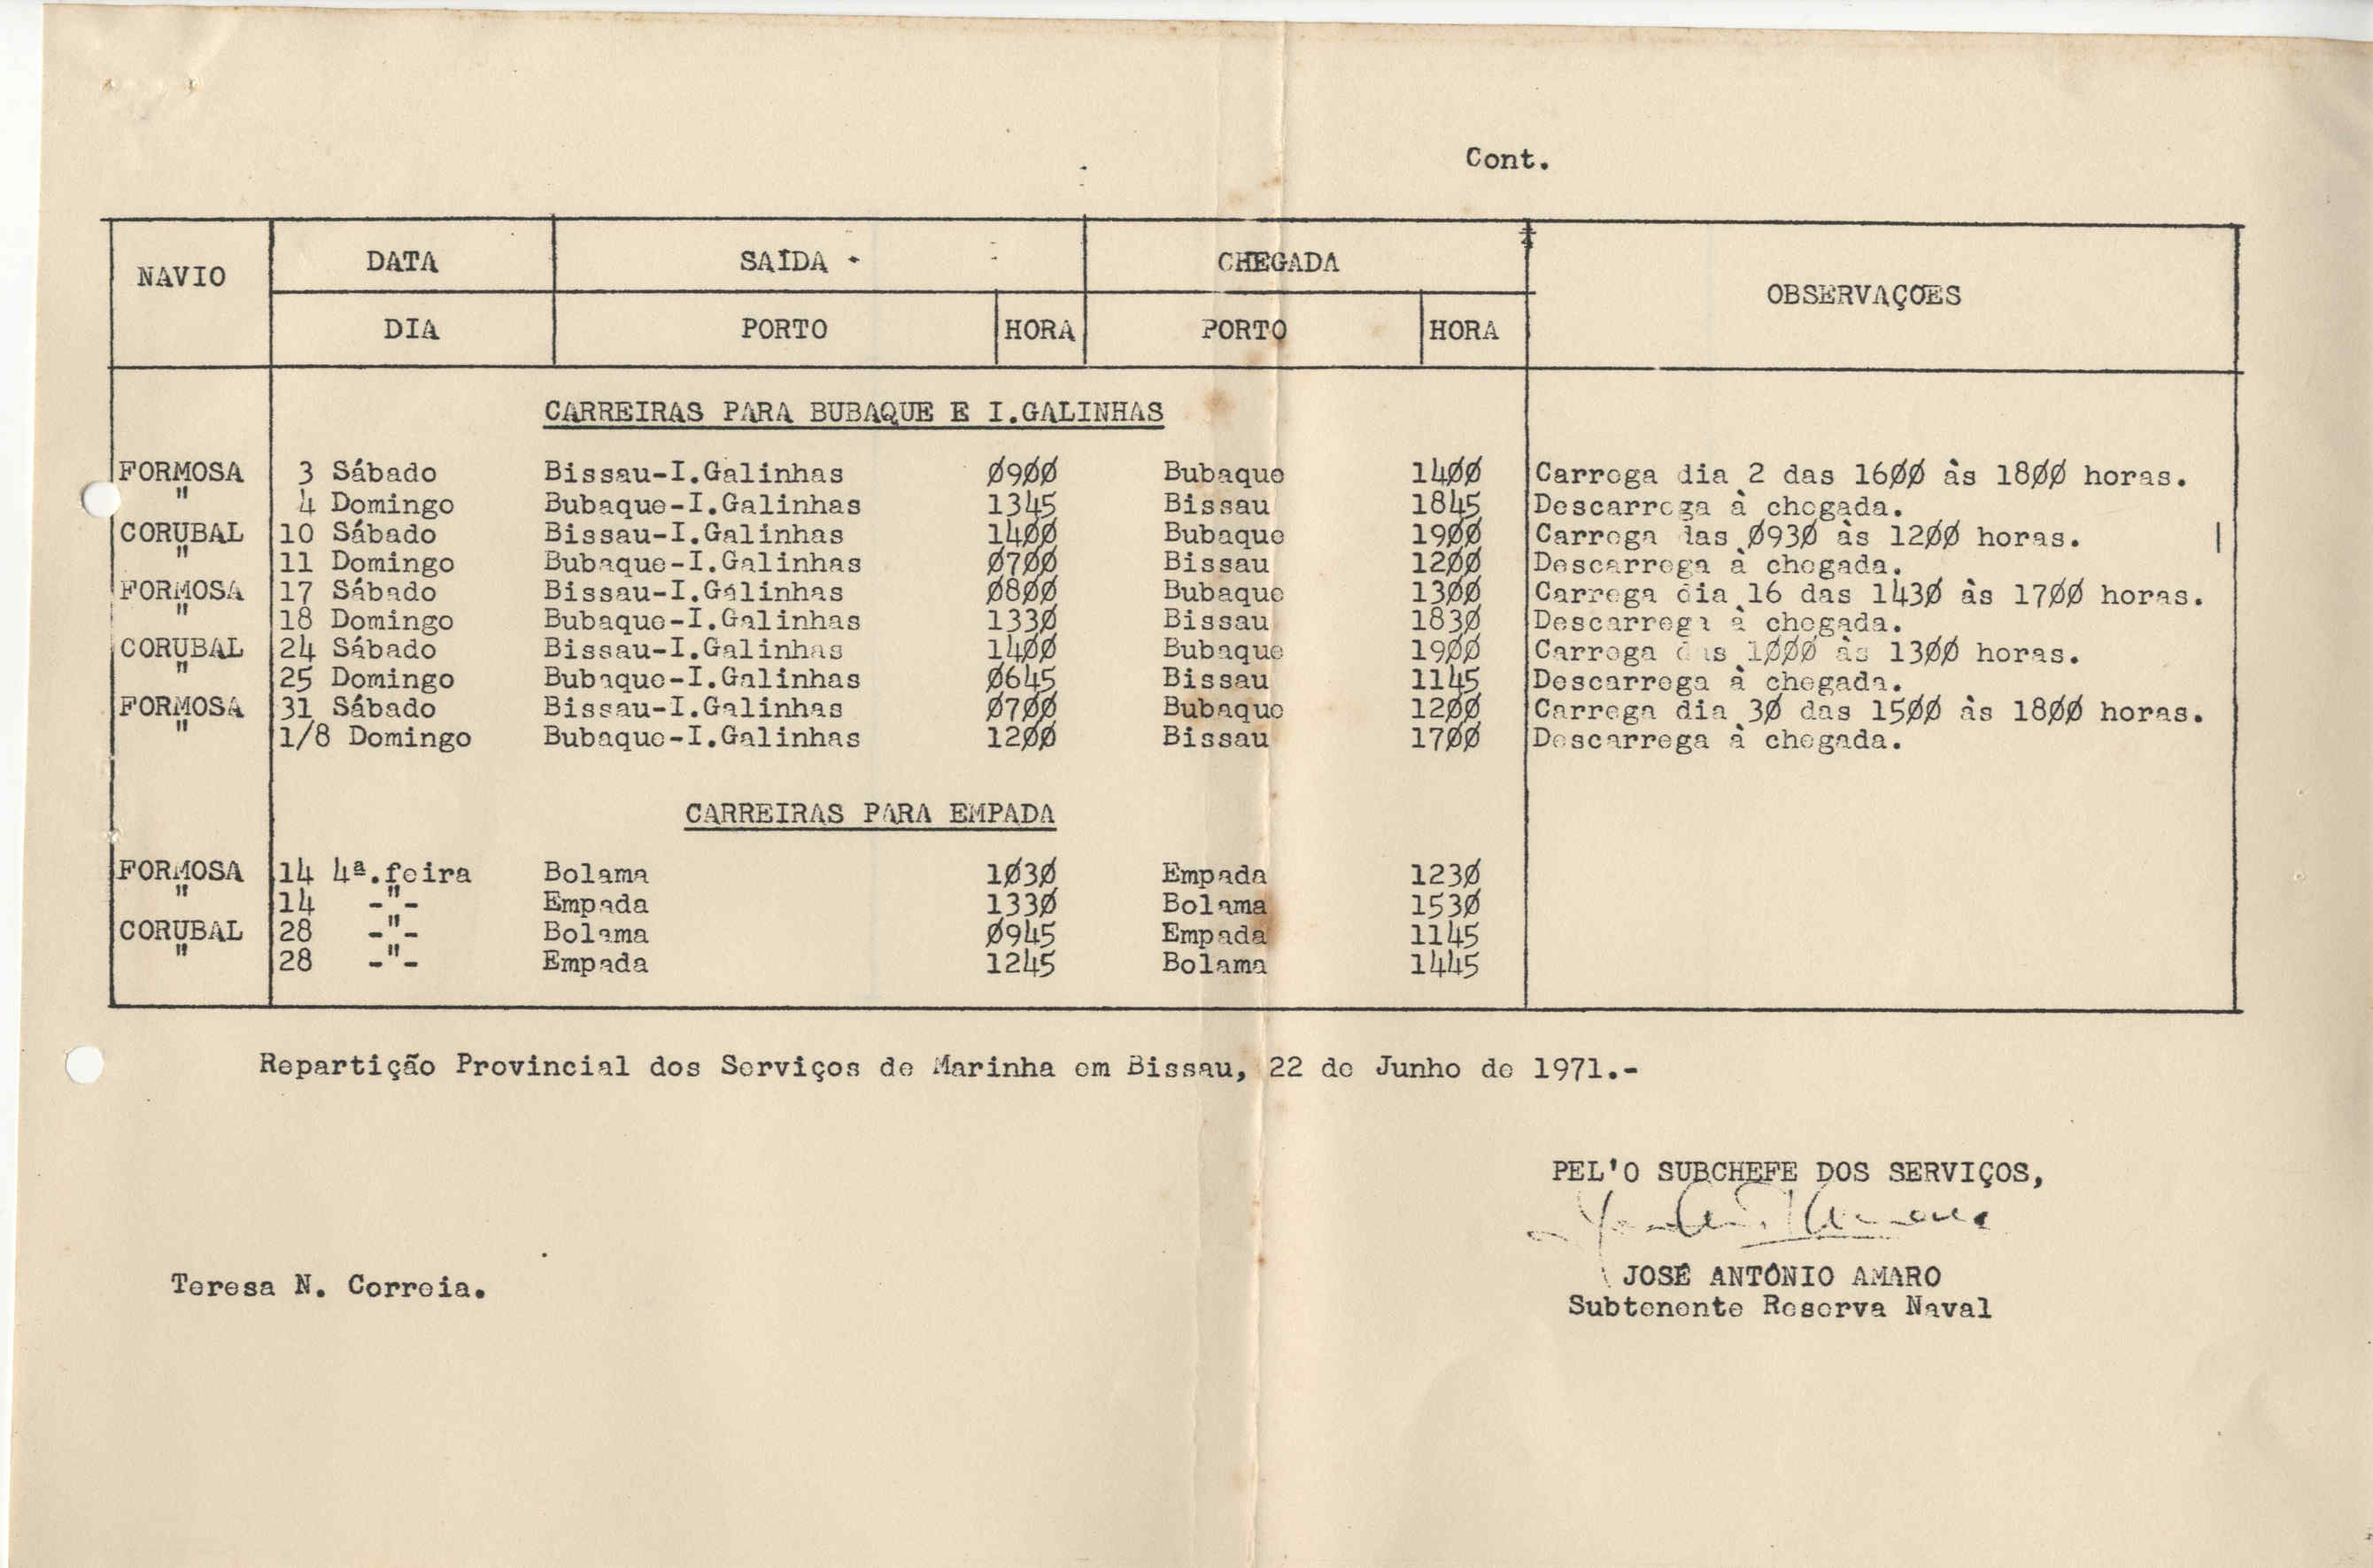 Cont.
NAVIO DATA SAÍDA CHEGADA OBSERVAÇÕES
DIA PORTO HORA PORTO HORA
CARREIRAS PARA BUBAQUE E I.GALINHAS
FORMOSA 3 Sábado Bissau-I.Galinhas Ø9ØØ Bubaque 14ØØ Carrega dia 2 das 16ØØ às 18ØØ horas.
" 4 Domingo Bubaque-I.Galinhas 1345 Bissau 1845 Descarrega à chegada.
CORUBAL 10 Sábado Bissau-I.Galinhas 14ØØ Bubaque 19ØØ Carrega das Ø93Ø às 12ØØ horas.
" 11 Domingo Bubaque-I.Galinhas Ø7ØØ Bissau 12ØØ Descarrega à chegada.
FORMOSA 17 Sábado Bissau-I.Galinhas Ø8ØØ Bubaque 13ØØ Carrega dia 16 das 143Ø às 17ØØ horas.
" 18 Domingo Bubaque-I.Galinhas 133Ø Bissau 183Ø Descarrega à chegada.
CORUBAL 24 Sábado Bissau-I.Galinhas 14ØØ Bubaque 19ØØ Carrega das 1ØØØ às 13ØØ horas.
" 25 Domingo Bubaque-I.Galinhas Ø645 Bissau 1145 Descarrega à chegada.
FORMOSA 31 Sábado Bissau-I.Galinhas Ø7ØØ Bubaque 12ØØ Carrega dia 3Ø das 15ØØ às 18ØØ horas.
" 1/8 Domingo Bubaque-I.Galinhas 12ØØ Bissau 17ØØ Descarrega à chegada.
CARREIRAS PARA EMPADA
FORMOSA 14 4ª.feira Bolama 1Ø3Ø Empada 123Ø
" 14 -"- Empada 133Ø Bolama 153Ø
CORUBAL 28 -"- Bolama Ø945 Empada 1145
" 28 -"- Empada 1245 Bolama 1445
Repartição Provincial dos Serviços de Marinha em Bissau, 22 de Junho de 1971.-
PEL'O SUBCHEFE DOS SERVIÇOS,
JOSÉ ANTÓNIO AMARO
Teresa N. Correia.
Subtenente Reserva Naval